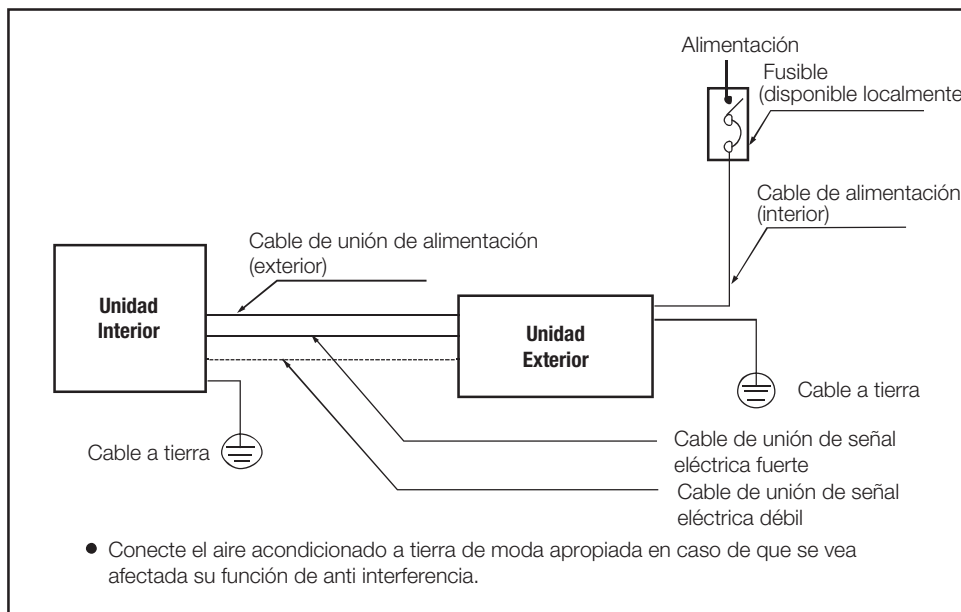 Alimentación
Fusible
(disponible localmente
Cable de alimentación
(interior)
Cable de unión de alimentación
(exterior)
Unidad
Interior
Unidad
Exterior
Cable a tierra
Cable a tierra
Cable de unión de señal
eléctrica fuerte
Cable de unión de señal
eléctrica débil
● Conecte el aire acondicionado a tierra de moda apropiada en caso de que se vea
afectada su función de anti interferencia.